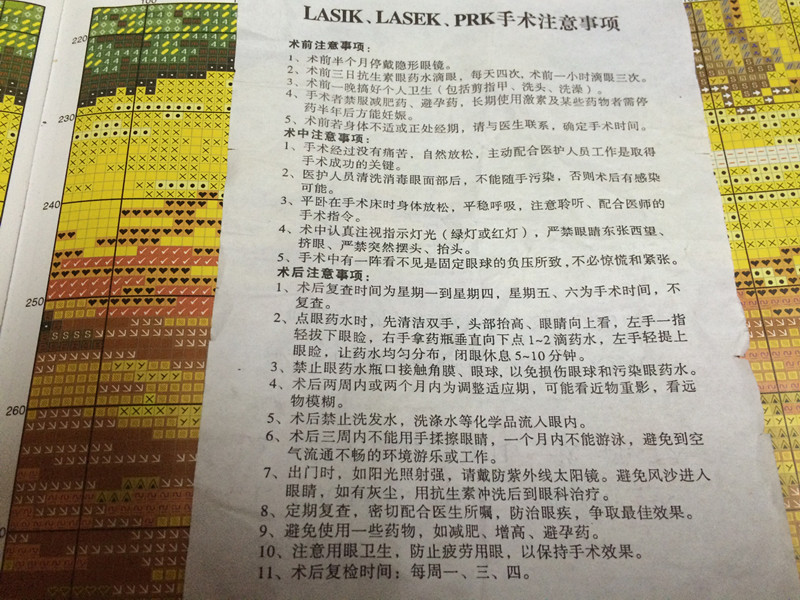 LASIK、LASEK、PRK手术注意事项
术前注意事项：
1、术前半个月停戴隐形眼镜。
2、术前三日抗生素眼药水滴眼，每天四次，术前一小时滴眼三次。
3、术前一晚搞好个人卫生（包括剪指甲、洗头、洗澡）。
4、手术者禁服减肥药、避孕药，长期使用激素及某些药物者需停
药半年后方能妊娠。
5、术前若身体不适或正处经期，请与医生联系，确定手术时间。
术中注意事项：
1、手术经过没有痛苦，自然放松，主动配合医护人员工作是取得
手术成功的关键。
2、医护人员清洗消毒眼面部后，不能随手污染，否则术后有感染
可能。
3、平卧在手术床时身体放松，平稳呼吸，注意聆听、配合医师的
手术指令。
4、术中认真注视指示灯光（绿灯或红灯），严禁眼睛东张西望、
挤眼、严禁突然摆头、抬头。
5、手术中有一阵看不见是固定眼球的负压所致，不必惊慌和紧张。
术后注意事项：
1、术后复查时间为星期一到星期四，星期五、六为手术时间，不
复查。
2、点眼药水时，先清洁双手，头部抬高、眼睛向上看，左手一指
轻拔下眼睑，右手拿药瓶垂直向下点1~2滴药水，左手轻提上
眼睑，让药水均匀分布，闭眼休息5~10分钟。
3、禁止眼药水瓶口接触角膜、眼球，以免损伤眼球和污染眼药水。
4、术后两周内或两个月内为调整适应期，可能看近物重影，看远
物模糊。
5、术后禁止洗发水，洗涤水等化学品流入眼内。
6、术后三周内不能用手揉擦眼睛，一个月内不能游泳，避免到空
气流通不畅的环境游乐或工作。
7、出门时，如阳光照射强，请戴防紫外线太阳镜。避免风沙进入
眼睛，如有灰尘，用抗生素冲洗后到眼科治疗。
8、定期复查，密切配合医生所嘱，防治眼疾，争取最佳效果。
9、避免使用一些药物，如减肥、增高、避孕药。
10、注意用眼卫生，防止疲劳用眼，以保持手术效果。
11、术后复检时间：每周一、三、四。
220
230
240
250
260